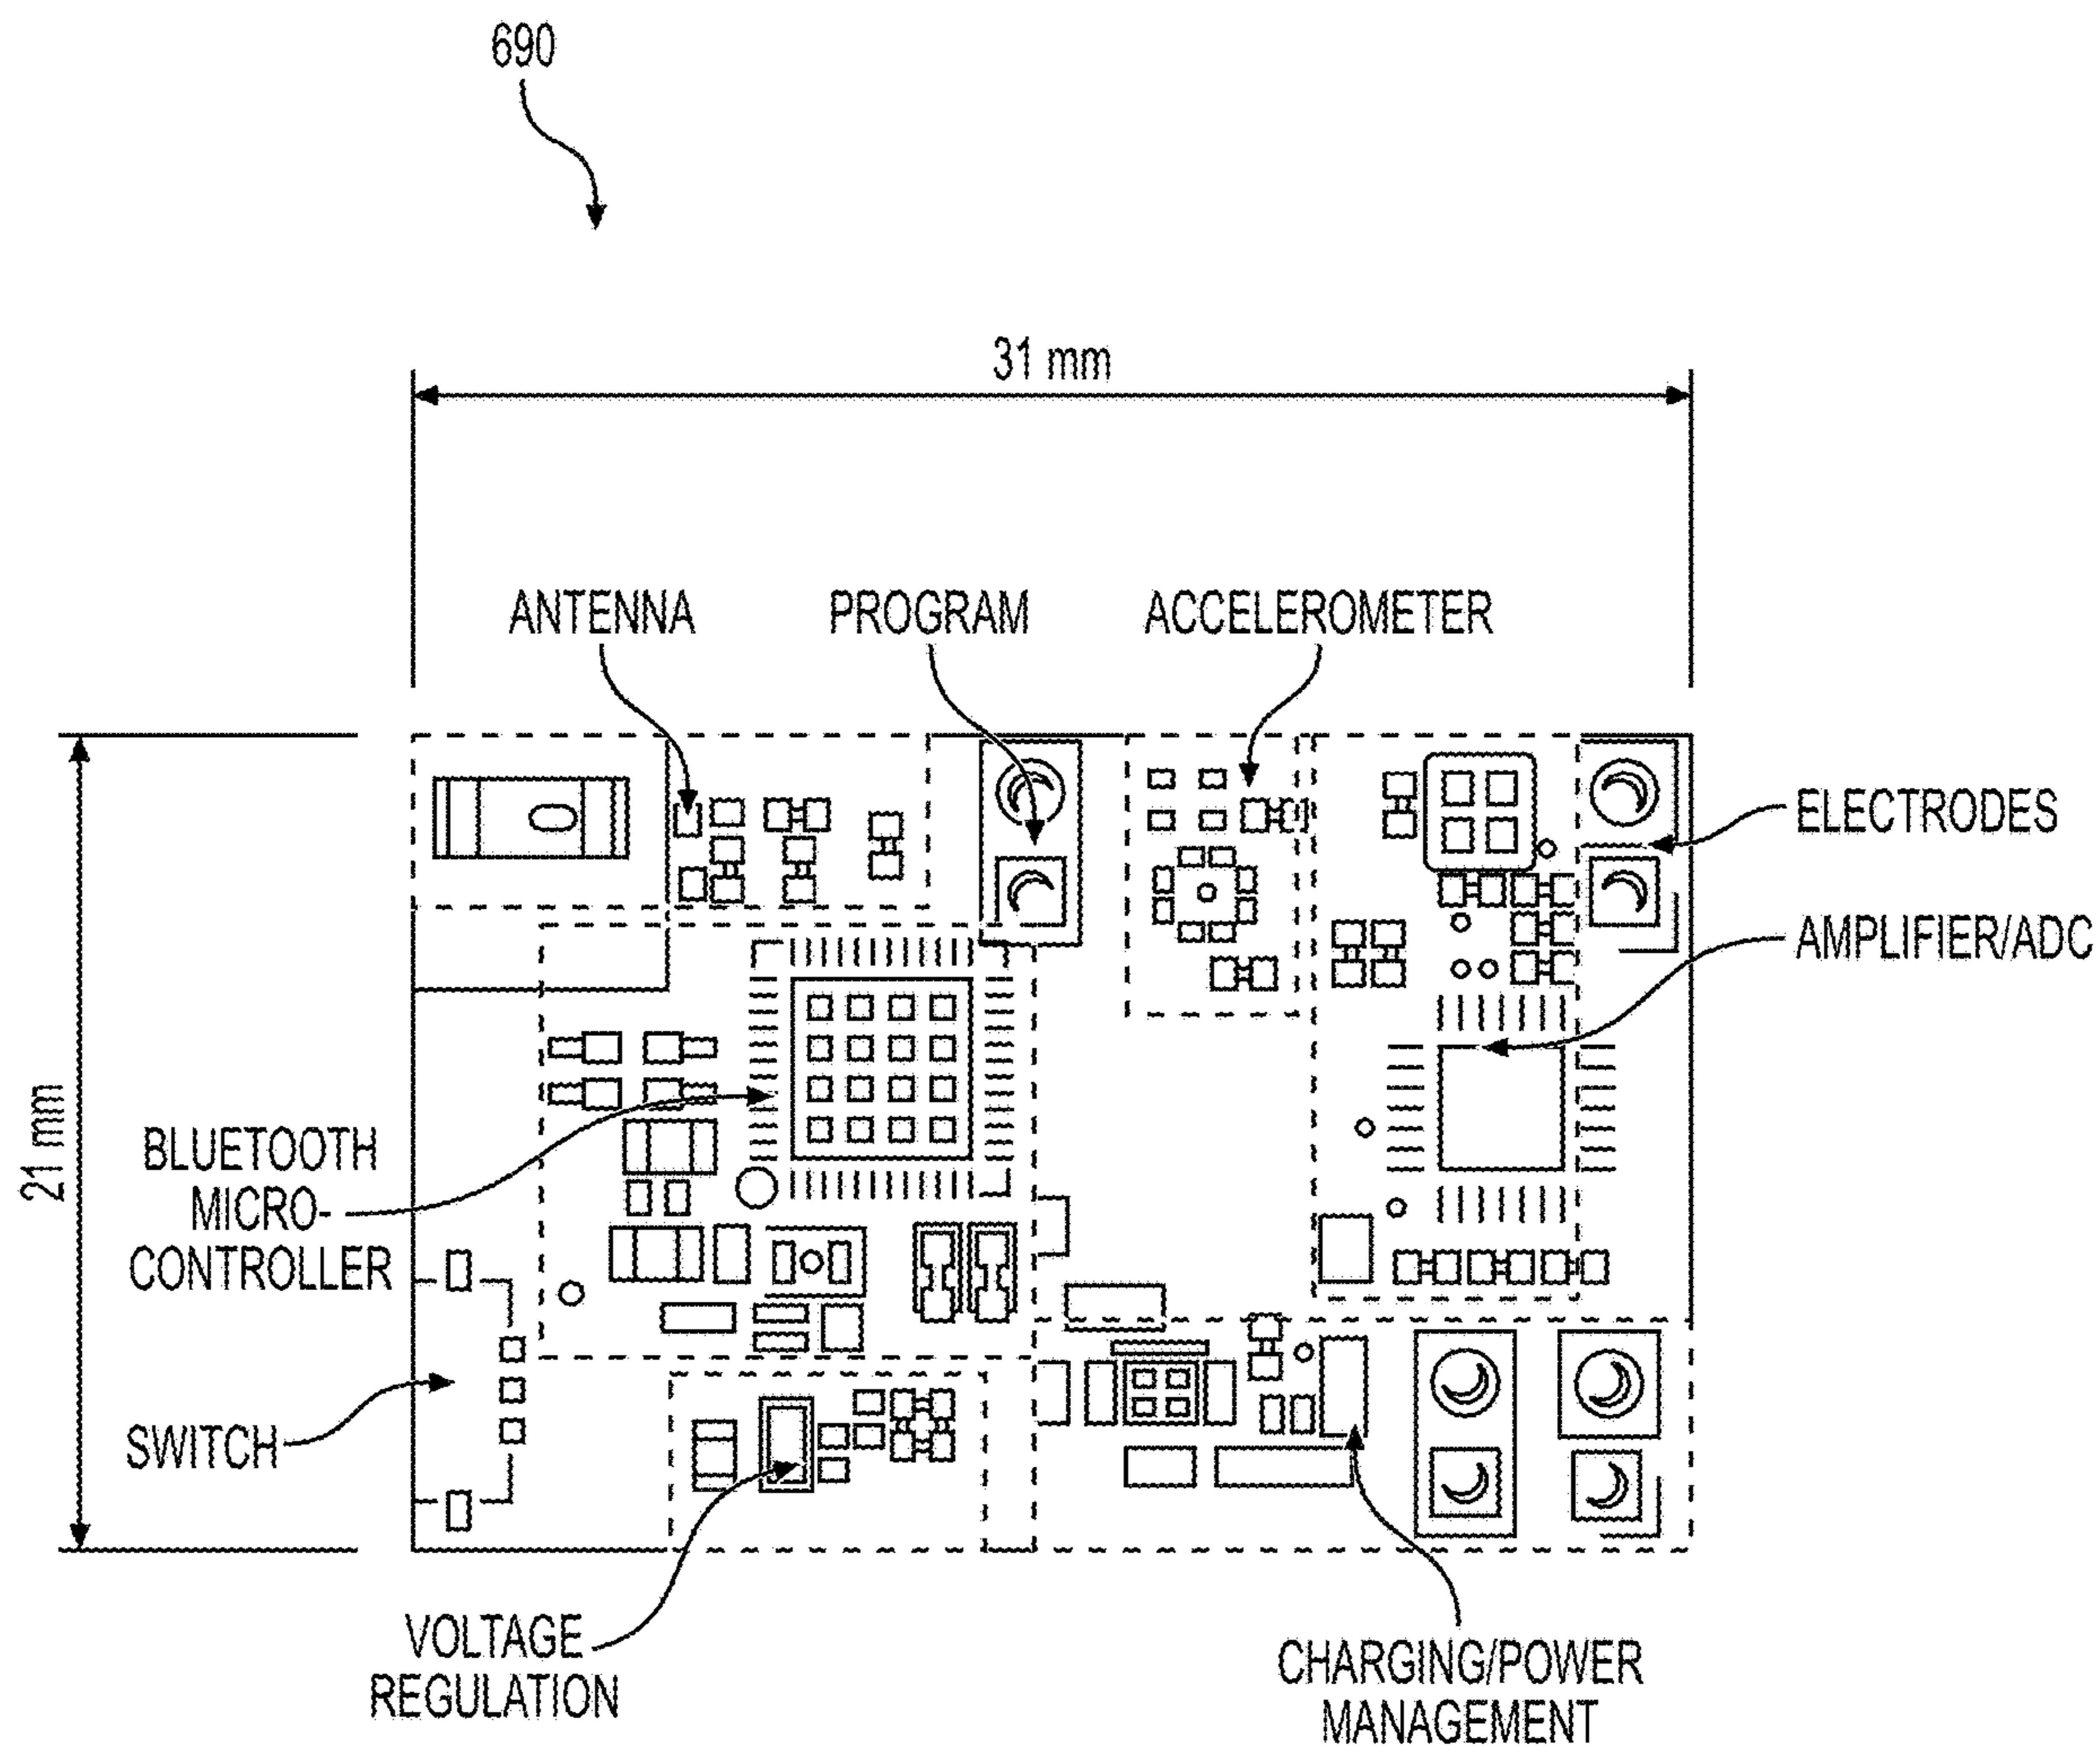 690
31 mm
ANTENNA
PROGRAM
ACCELEROMETER
ELECTRODES
AMPLIFIER/ADC
21 mm
BLUETOOTH
MICRO-
CONTROLLER
SWITCH
VOLTAGE
REGULATION
CHARGING/POWER
MANAGEMENT